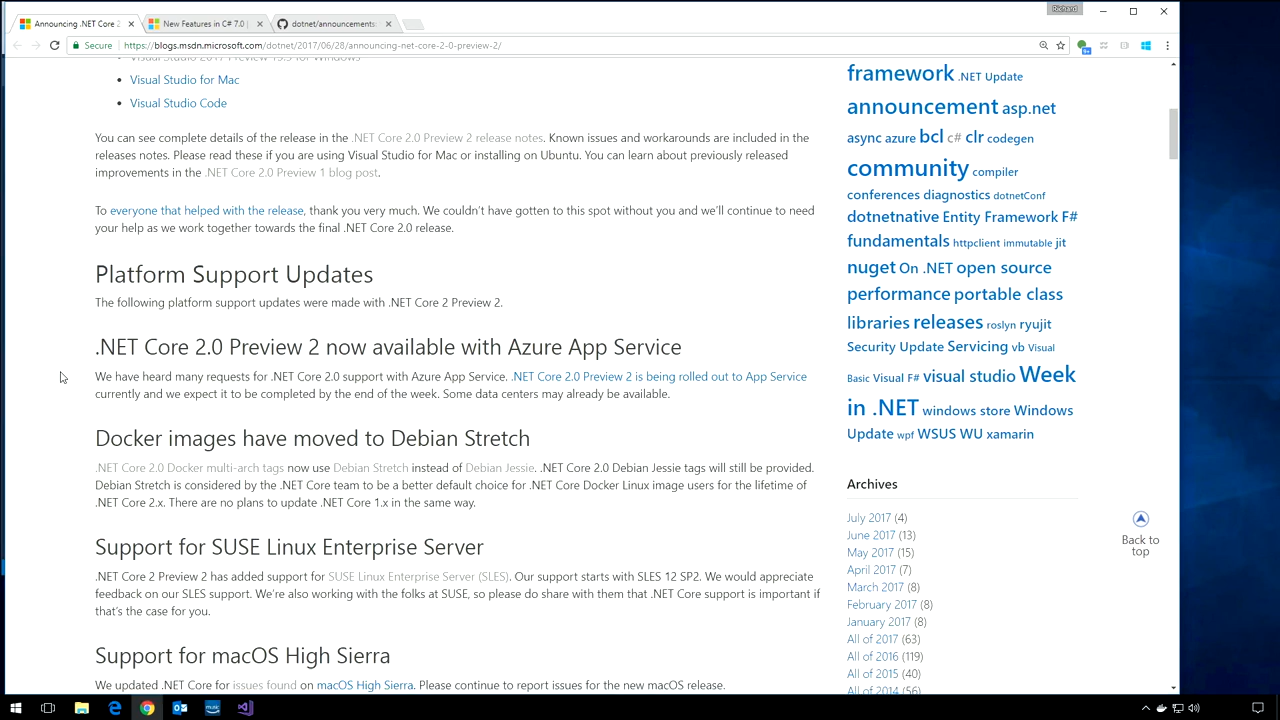 Announcing .NET Core 2
New Features in C# 7.0 |
dotnet/announcements:
Richard
Secure
https://blogs.msdn.microsoft.com/dotnet/2017/06/28/announcing-net-core-2-0-preview-2/
Visual Studio 2017 Preview 15.3 for Windows
Visual Studio for Mac
Visual Studio Code
You can see complete details of the release in the .NET Core 2.0 Preview 2 release notes. Known issues and workarounds are included in the
releases notes. Please read these if you are using Visual Studio for Mac or installing on Ubuntu. You can learn about previously released
improvements in the .NET Core 2.0 Preview 1 blog post.
To everyone that helped with the release, thank you very much. We couldn't have gotten to this spot without you and we'll continue to need
your help as we work together towards the final .NET Core 2.0 release.
Platform Support Updates
The following platform support updates were made with .NET Core 2 Preview 2.
.NET Core 2.0 Preview 2 now available with Azure App Service
We have heard many requests for .NET Core 2.0 support with Azure App Service. .NET Core 2.0 Preview 2 is being rolled out to App Service
currently and we expect it to be completed by the end of the week. Some data centers may already be available.
Docker images have moved to Debian Stretch
.NET Core 2.0 Docker multi-arch tags now use Debian Stretch instead of Debian Jessie. .NET Core 2.0 Debian Jessie tags will still be provided.
Debian Stretch is considered by the .NET Core team to be a better default choice for .NET Core Docker Linux image users for the lifetime of
.NET Core 2.x. There are no plans to update .NET Core 1.x in the same way.
Support for SUSE Linux Enterprise Server
.NET Core 2 Preview 2 has added support for SUSE Linux Enterprise Server (SLES). Our support starts with SLES 12 SP2. We would appreciate
feedback on our SLES support. We're also working with the folks at SUSE, so please do share with them that .NET Core support is important if
that's the case for you.
Support for macOS High Sierra
We updated .NET Core for issues found on macOS High Sierra. Please continue to report issues for the new macOS release.
framework .NET Update
announcement asp.net
async azure bcl c# clr codegen
community compiler
conferences diagnostics dotnetConf
dotnetnative Entity Framework F#
fundamentals httpclient immutable jit
nuget On .NET open source
performance portable class
libraries releases roslyn ryujit
Security Update Servicing vb Visual
Basic Visual F# visual studio Week
in .NET windows store Windows
Update wpf WSUS WU xamarin
Archives
July 2017 (4)
June 2017 (13)
May 2017 (15)
April 2017 (7)
March 2017 (8)
February 2017 (8)
January 2017 (8)
All of 2017 (63)
All of 2016 (119)
All of 2015 (40)
All of 2014 (56)
Back to
top